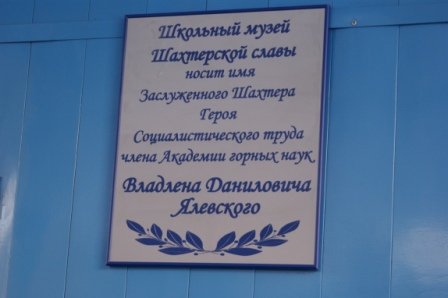 Школьный музей
Шахтерской славы
носит имя
Заслуженного Шахтера
Героя
Социалистического труда
члена Академии горных наук
Владлена Даниловича
Ялевского